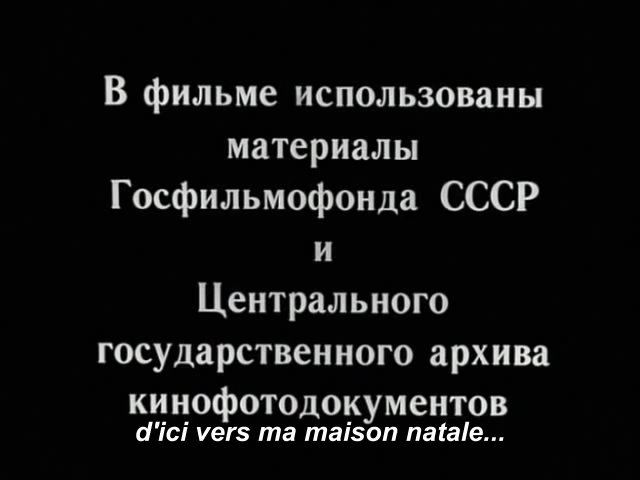 В фильме использованы
материалы
Госфильмофонда СССР
и
Центрального
государственного архива
кинофотодокументов
d'ici vers ma maison natale...